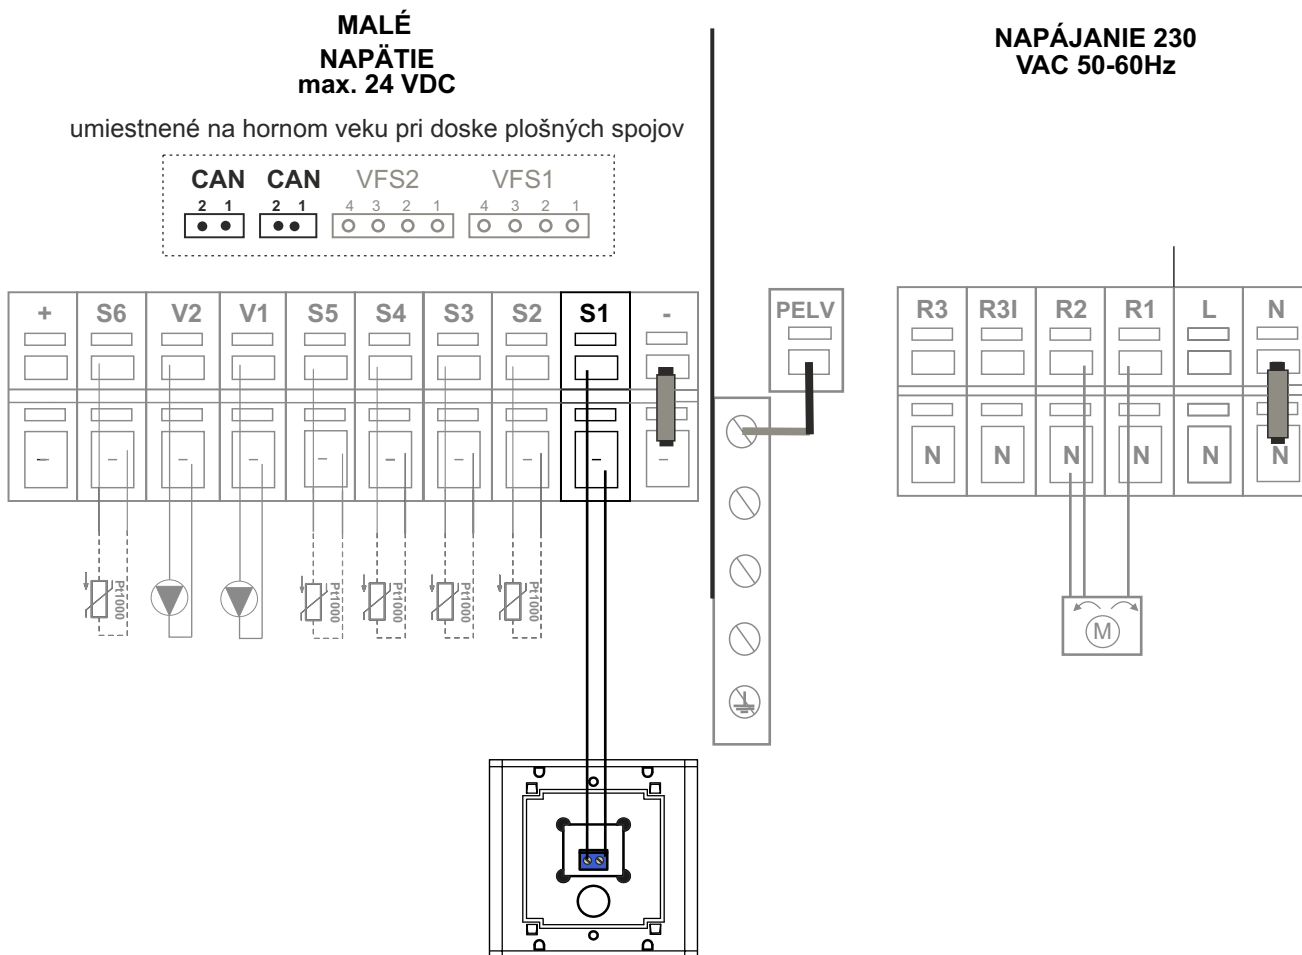 MALÉ
NAPÄTIE
max. 24 VDC
NAPÁJANIE 230
VAC 50-60Hz
umiestnené na hornom veku pri doske plošných spojov
CAN CAN VFS2 VFS1
2 1 2 1 4 3 2 1 4 3 2 1
+ S6 V2 V1 S5 S4 S3 S2 S1 -
PELV
R3 R3I R2 R1 L N
- - - - - - - - - -
N N N N N N
Pt1000 Pt1000 Pt1000 Pt1000 Pt1000
M